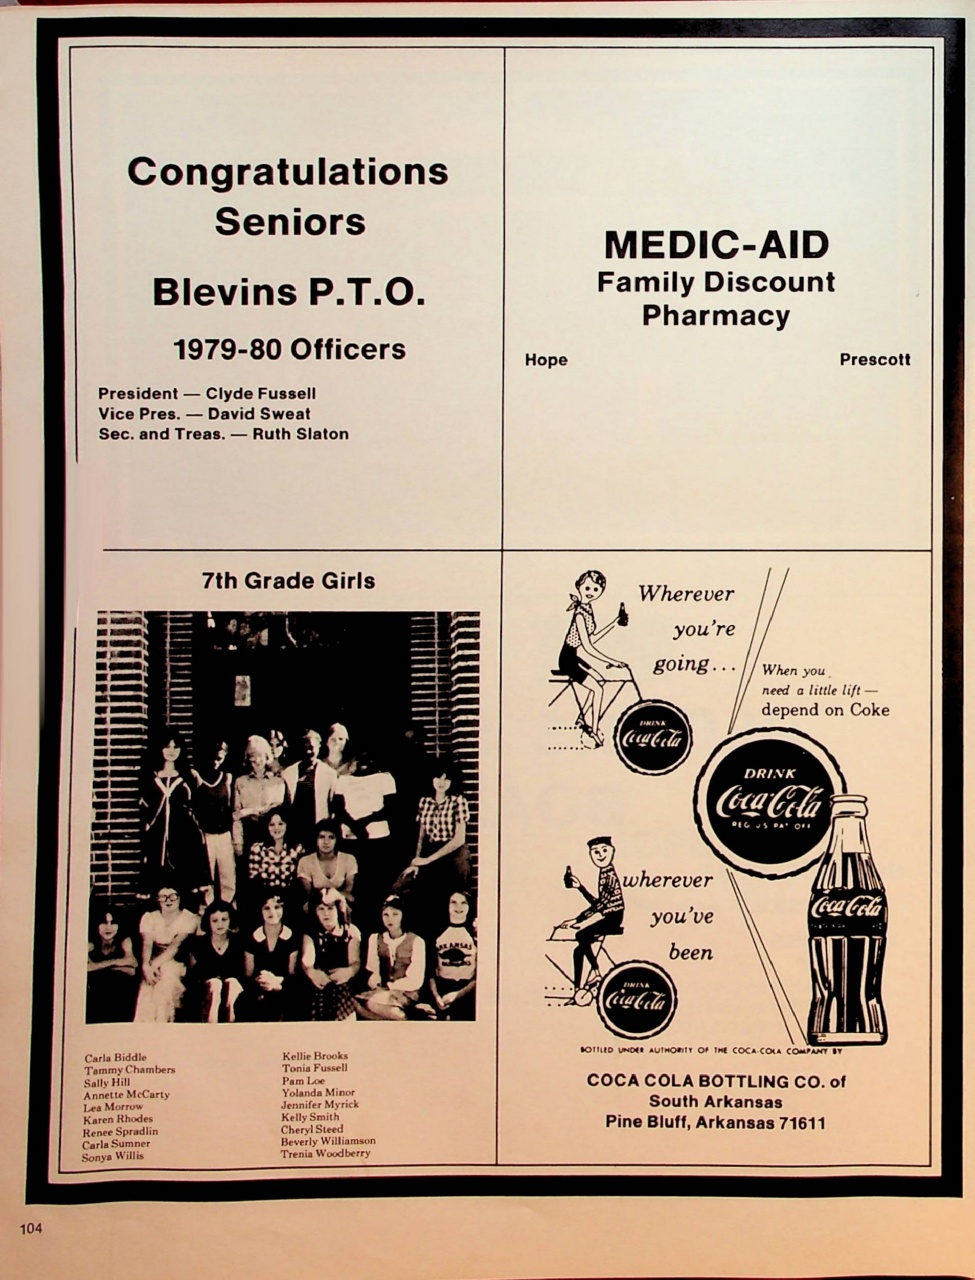 Congratulations
Seniors
Blevins P.T.O.
1979-80 Officers
President — Clyde Fussell
Vice Pres. — David Sweat
Sec. and Treas. — Ruth Slaton
MEDIC-AID
Family Discount
Pharmacy
Hope Prescott
7th Grade Girls
ARKANSAS
Carla Biddle
Tammy Chambers
Sally Hill
Annette McCarty
Lea Morrow
Karen Rhodes
Renee Spradlin
Carla Sumner
Sonya Willis
Kellie Brooks
Tonia Fussell
Pam Loe
Yolanda Minor
Jennifer Myrick
Kelly Smith
Cheryl Steed
Beverly Williamson
Trenia Woodberry
Wherever
you're
going...
DRINK
Coca-Cola
When you
need a little lift —
depend on Coke
DRINK
Coca-Cola
REG US PAT OFF
Coca-Cola
wherever
you've
been
DRINK
Coca-Cola
BOTTLED UNDER AUTHORITY OF THE COCA-COLA COMPANY BY
COCA COLA BOTTLING CO. of
South Arkansas
Pine Bluff, Arkansas 71611
104